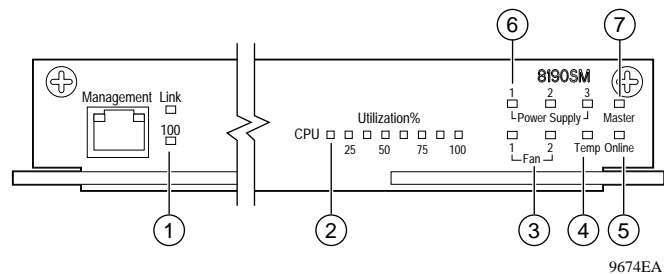 6
7
8190SM
Management Link
1 2 3
100
Utilization%
Power Supply
Master
CPU
25 50 75 100
1 2
Fan
Temp Online
1
2
3
4
5
9674EA